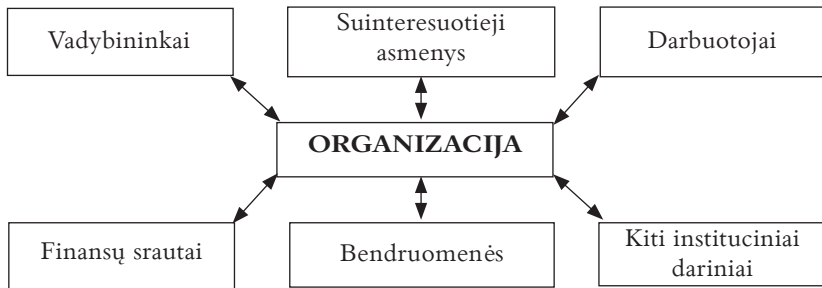 Vadybininkai
Suinteresuotieji
asmenys
Darbuotojai
ORGANIZACIJA
Finansų srautai
Bendruomenės
Kiti instituciniai
dariniai